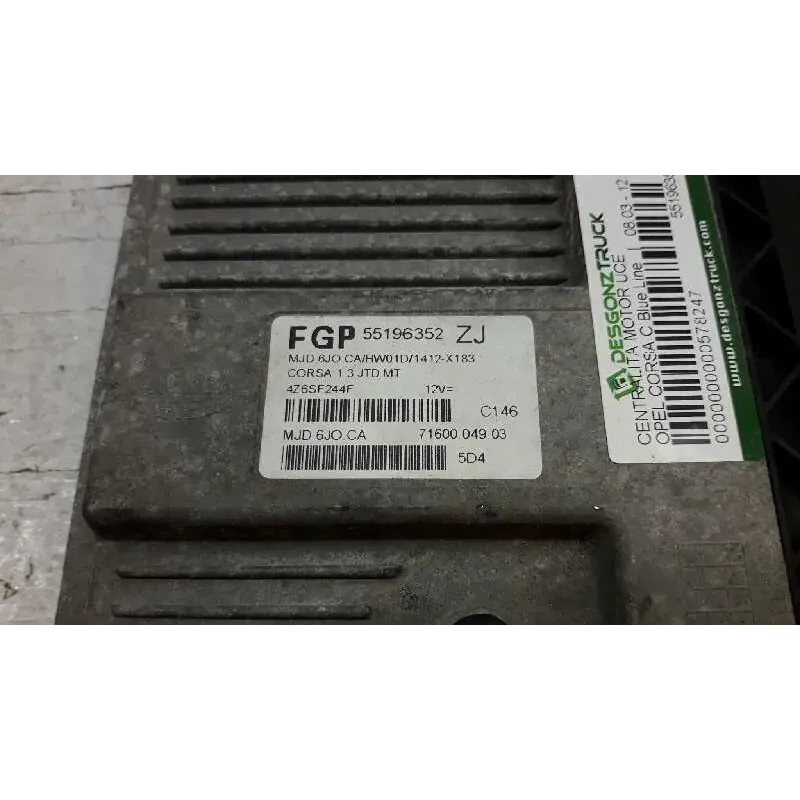 FGP 55196352 ZJ
MJD 6JO.CA/HW01D/1412-X183
CORSA 1.3 JTD MT
4Z6SF244F 12V=
C146
MJD 6JO.CA 71600.049.03
5D4
DESGONZTRUCK
CENTRALITA MOTOR UCE | 08.03 - 12
OPEL CORSA C Blue Line
000000000578247
www.desgonztruck.com